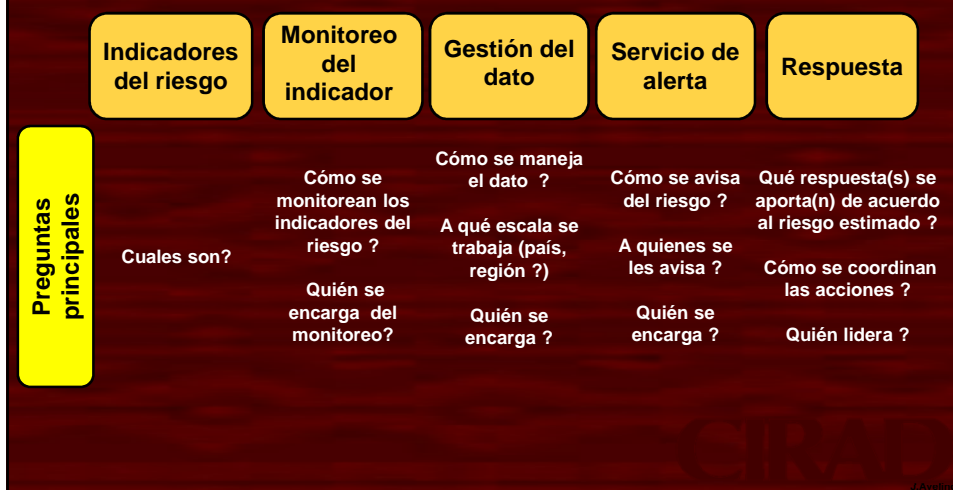 Indicadores
del riesgo
Monitoreo
del
indicador
Gestión del
dato
Servicio de
alerta
Respuesta
Preguntas
principales
Cuales son?
Cómo se
monitorean los
indicadores del
riesgo ?
Quién se
encarga del
monitoreo?
Cómo se maneja
el dato ?
A qué escala se
trabaja (país,
región ?)
Quién se
encarga ?
Cómo se avisa
del riesgo ?
A quienes se
les avisa ?
Quién se
encarga ?
Qué respuesta(s) se
aporta(n) de acuerdo
al riesgo estimado ?
Cómo se coordinan
las acciones ?
Quién lidera ?
CIRAD